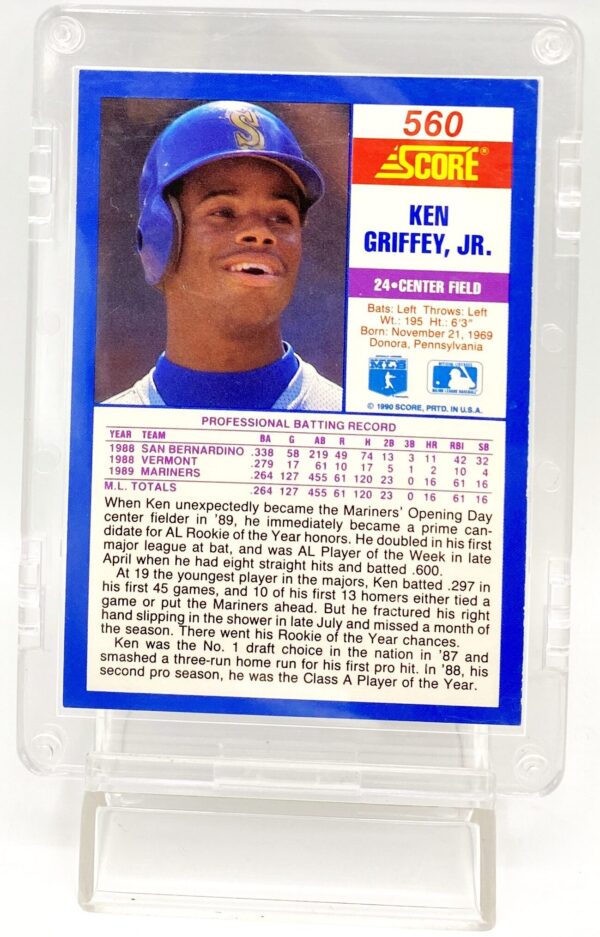 S
560
SCORE®
KEN
GRIFFEY, JR.
24•CENTER FIELD
Bats: Left Throws: Left
Wt.: 195 Ht.: 6'3"
Born: November 21, 1969
Donora, Pennsylvania
MLB
© 1990 SCORE, PRTD. IN U.S.A.
PROFESSIONAL BATTING RECORD
YEAR TEAM BA G AB R H 2B 3B HR RBI SB
1988 SAN BERNARDINO .338 58 219 49 74 13 3 11 42 32
1988 VERMONT .279 17 61 10 17 5 1 2 10 4
1989 MARINERS .264 127 455 61 120 23 0 16 61 16
M.L. TOTALS .264 127 455 61 120 23 0 16 61 16
When Ken unexpectedly became the Mariners' Opening Day
center fielder in '89, he immediately became a prime can-
didate for AL Rookie of the Year honors. He doubled in his first
major league at bat, and was AL Player of the Week in late
April when he had eight straight hits and batted .600.
At 19 the youngest player in the majors, Ken batted .297 in
his first 45 games, and 10 of his first 13 homers either tied a
game or put the Mariners ahead. But he fractured his right
hand slipping in the shower in late July and missed a month of
the season. There went his Rookie of the Year chances.
Ken was the No. 1 draft choice in the nation in '87 and
smashed a three-run home run for his first pro hit. In '88, his
second pro season, he was the Class A Player of the Year.